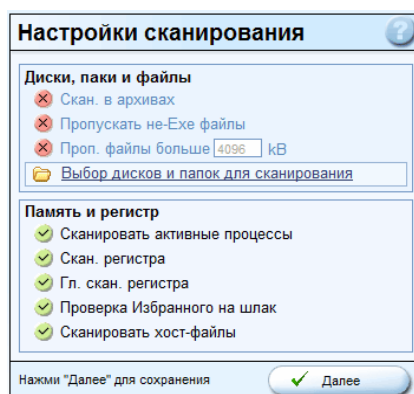 Настройки сканирования
?
Диски, паки и файлы
Скан. в архивах
Пропускать не-Exe файлы
Проп. файлы больше 4096 kB
Выбор дисков и папок для сканирования
Память и регистр
Сканировать активные процессы
Скан. регистра
Гл. скан. регистра
Проверка Избранного на шлак
Сканировать хост-файлы
Нажми "Далее" для сохранения
Далее